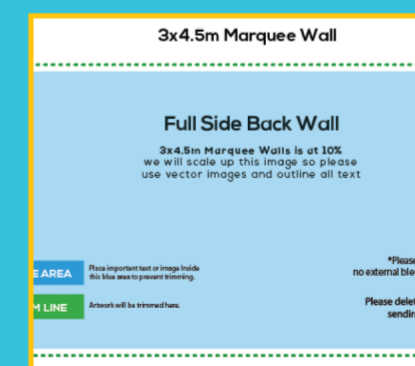 3x4.5m Marquee Wall
Full Side Back Wall
3x4.5m Marquee Walls is at 10%
we will scale up this image so please
use vector images and outline all text
E AREA
Place important text or image Inside
this blue area to prevent trimming.
M LINE
Artwork will be trimmed here.
*Please
no external blee
Please delet
sendin